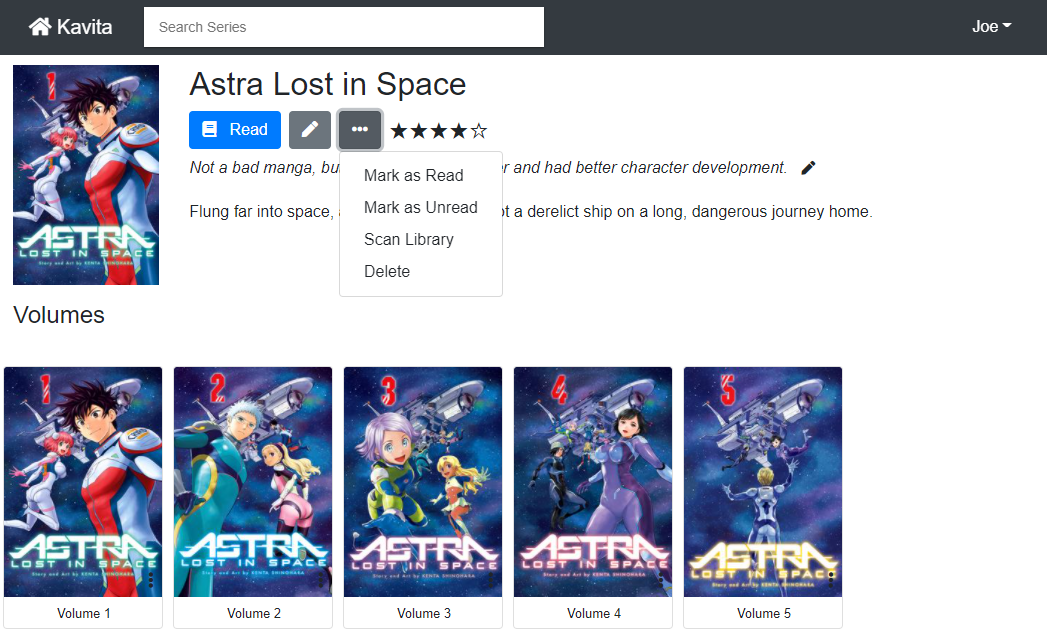 Kavita
Search Series
Joe
1
ASTRA
LOST IN SPACE
Story and Art by KENTA SHINOHARA
Astra Lost in Space
Read
Not a bad manga, bu r and had better character development.
Flung far into space, ot a derelict ship on a long, dangerous journey home.
Mark as Read
Mark as Unread
Scan Library
Delete
Volumes
1
ASTRA
LOST IN SPACE
Story and Art by KENTA SHINOHARA
Volume 1
2
ASTRA
LOST IN SPACE
Story and Art by KENTA SHINOHARA
Volume 2
3
ASTRA
LOST IN SPACE
Story and Art by KENTA SHINOHARA
Volume 3
4
ASTRA
LOST IN SPACE
Story and Art by KENTA SHINOHARA
Volume 4
5
ASTRA
LOST IN SPACE
Story and Art by KENTA SHINOHARA
Volume 5